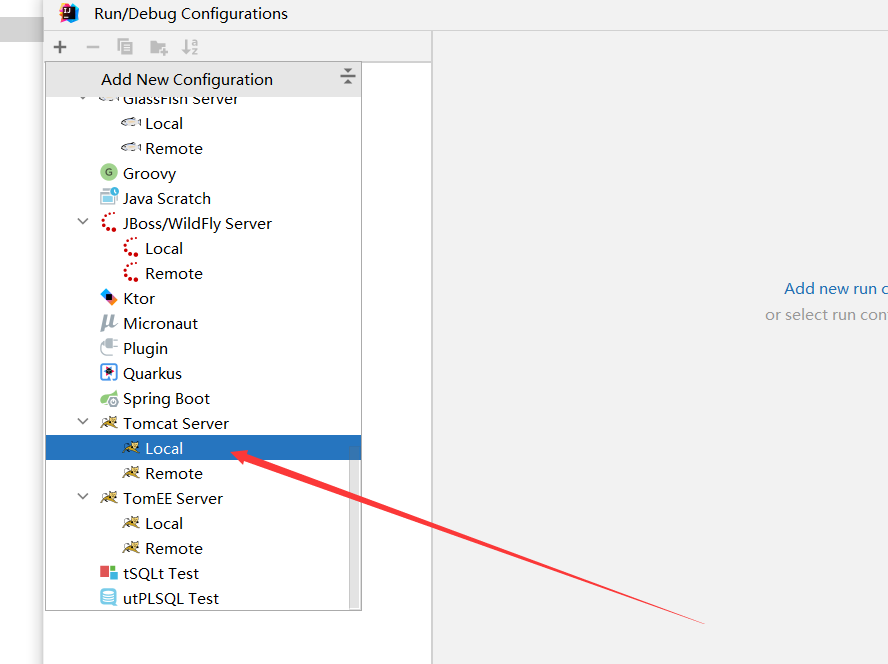 Run/Debug Configurations
Add New Configuration
GlassFish Server
Local
Remote
Groovy
Java Scratch
JBoss/WildFly Server
Local
Remote
Ktor
Micronaut
Plugin
Quarkus
Spring Boot
Tomcat Server
Local
Remote
TomEE Server
Local
Remote
tSQLt Test
utPLSQL Test
Add new run c
or select run con